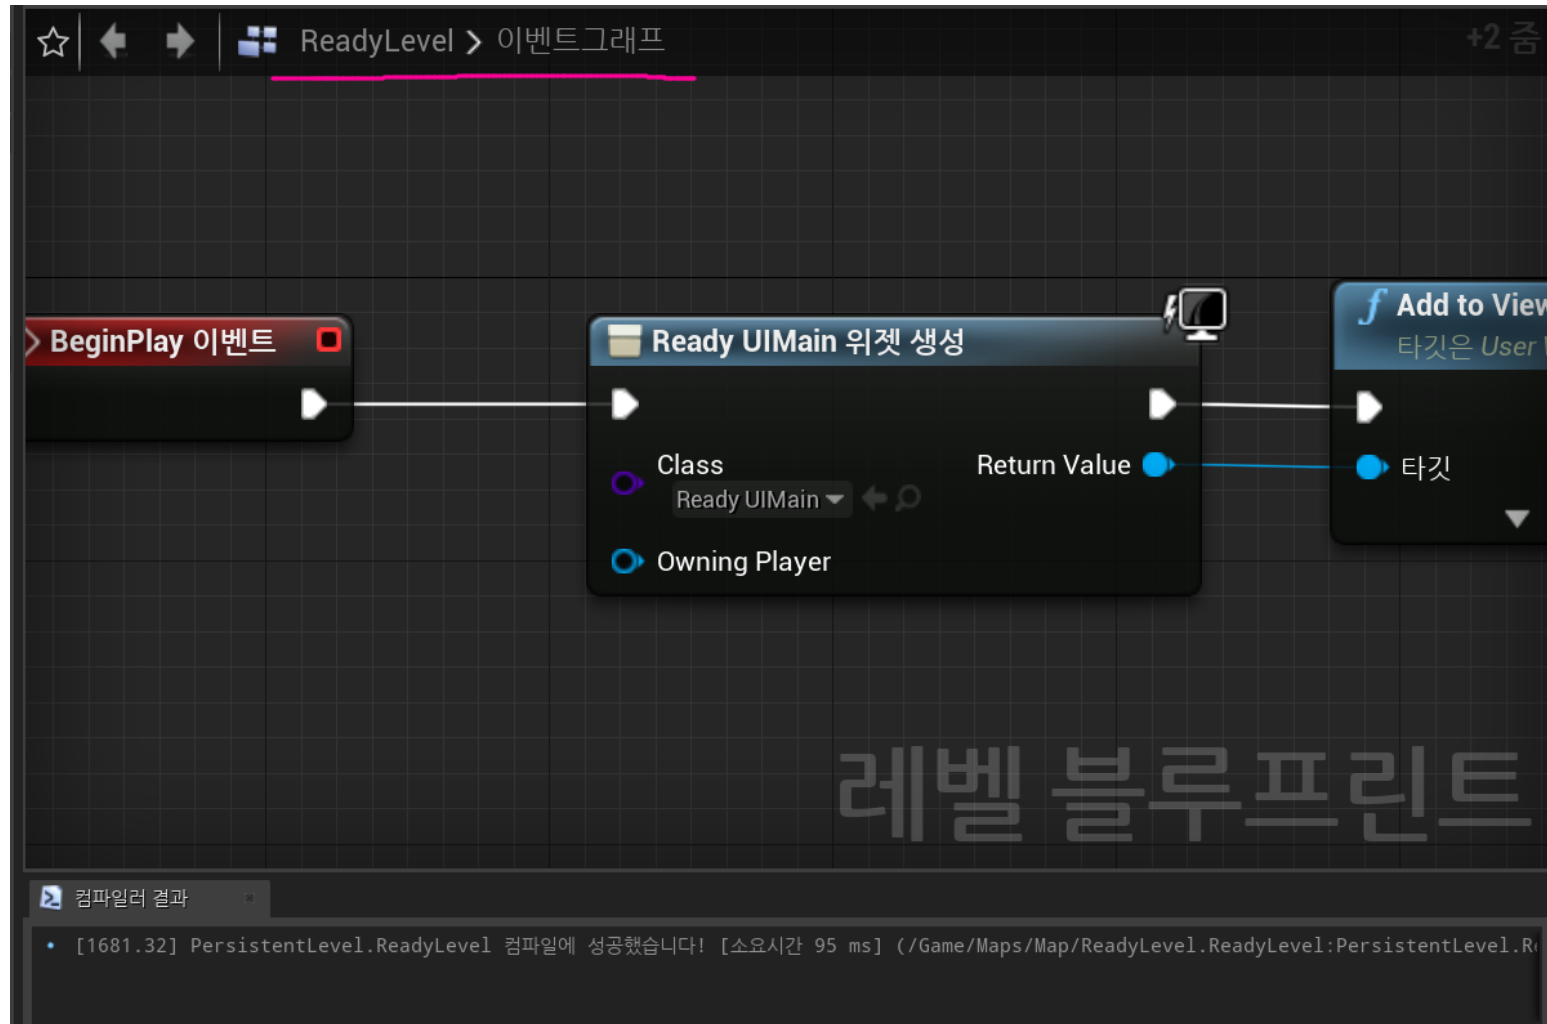 ReadyLevel > 이벤트그래프
+2 줌
BeginPlay 이벤트
Ready UIMain 위젯 생성
Class
Ready UIMain
Return Value
Owning Player
f Add to View
타깃은 User
타깃
레벨 블루프린트
컴파일러 결과
• [1681.32] PersistentLevel.ReadyLevel 컴파일에 성공했습니다! [소요시간 95 ms] (/Game/Maps/Map/ReadyLevel.ReadyLevel:PersistentLevel.Re